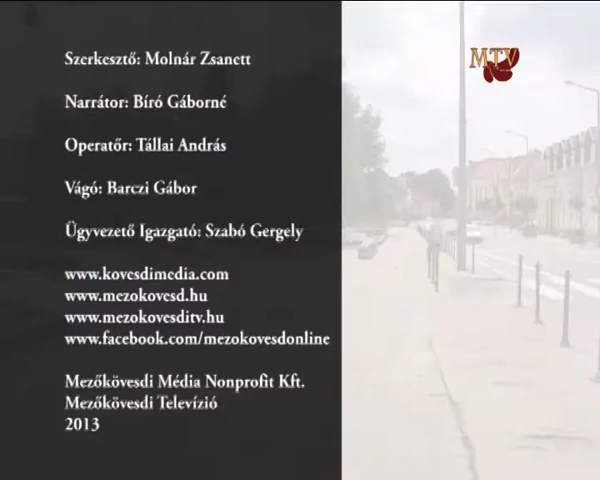 MTV
Szerkesztő: Molnár Zsanett
Narrátor: Bíró Gáborné
Operatőr: Tállai András
Vágó: Barczi Gábor
Ügyvezető Igazgató: Szabó Gergely
www.kovesdimedia.com
www.mezokovesd.hu
www.mezokovesditv.hu
www.facebook.com/mezokovesdonline
Mezőkövesdi Média Nonprofit Kft.
Mezőkövesdi Televízió
2013